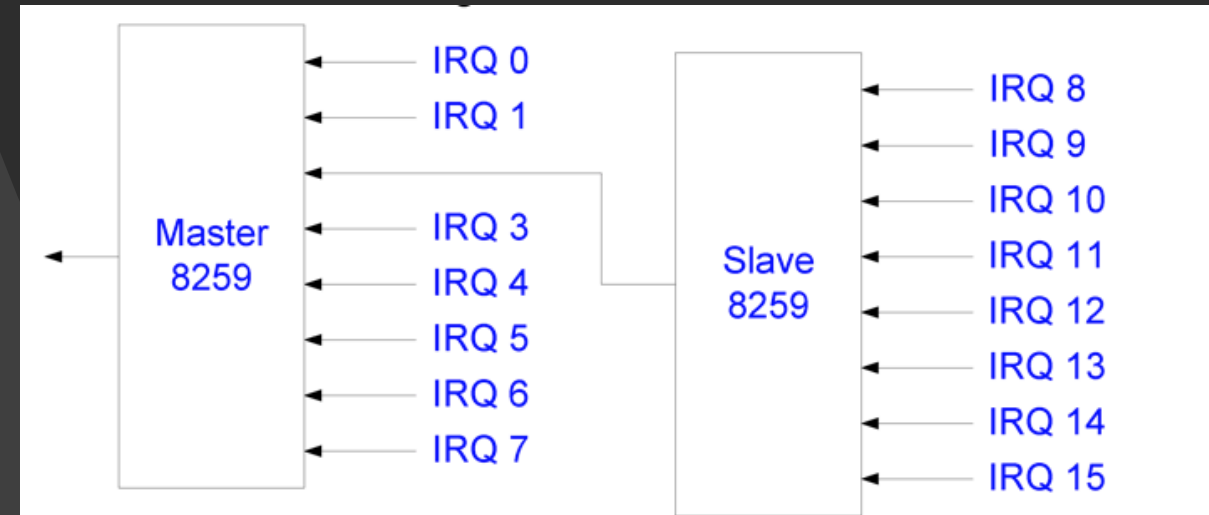 IRQ 0
IRQ 1
Master
8259
IRQ 3
IRQ 4
IRQ 5
IRQ 6
IRQ 7
Slave
8259
IRQ 8
IRQ 9
IRQ 10
IRQ 11
IRQ 12
IRQ 13
IRQ 14
IRQ 15